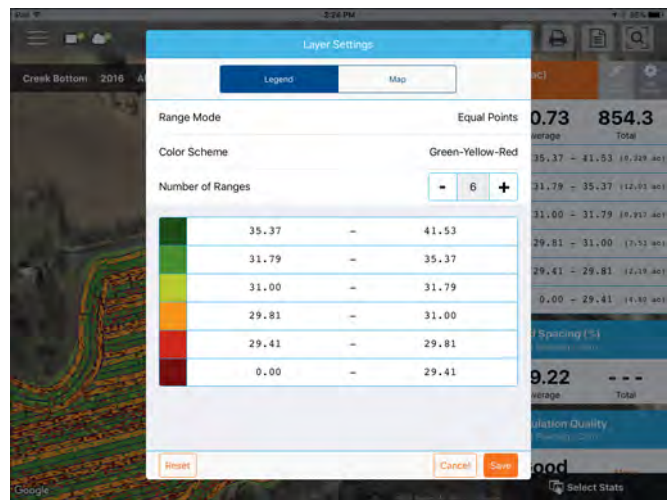 iPad
2:24 PM
Layer Settings
Legend Map
Creek Bottom 2016
Range Mode Equal Points
Color Scheme Green-Yellow-Red
Number of Ranges - 6 +
35.37 – 41.53
31.79 – 35.37
31.00 – 31.79
29.81 – 31.00
29.41 – 29.81
0.00 – 29.41
Reset Cancel Save
ac)
0.73 854.3
verage Total
35.37 – 41.53
31.79 – 35.37
31.00 – 31.79
29.81 – 31.00
29.41 – 29.81
0.00 – 29.41
d Spacing (%)
9.22 ---
verage Total
ulation Quality
ood
Google
Select Stats